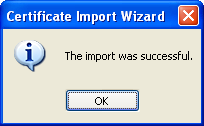 Certificate Import Wizard
The import was successful.
OK